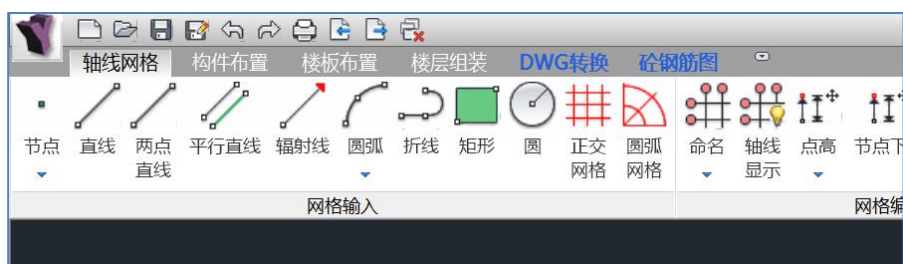 轴线网格 构件布置 楼板布置 楼层组装 DWG转换 砼钢筋图
节点 直线 两点直线 平行直线 辐射线 圆弧 折线 矩形 圆 正交网格 圆弧网格 命名 轴线显示 点高 节点下
网格输入 网格编